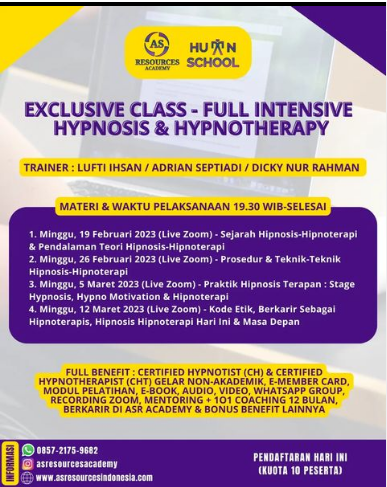 AS
RESOURCES
ACADEMY
HUMAN
SCHOOL
EXCLUSIVE CLASS - FULL INTENSIVE
HYPNOSIS & HYPNOTHERAPY
TRAINER : LUFTI IHSAN / ADRIAN SEPTIADI / DICKY NUR RAHMAN
MATERI & WAKTU PELAKSANAAN 19.30 WIB-SELESAI
1. Minggu, 19 Februari 2023 (Live Zoom) - Sejarah Hipnosis-Hipnoterapi
& Pendalaman Teori Hipnosis-Hipnoterapi
2. Minggu, 26 Februari 2023 (Live Zoom) - Prosedur & Teknik-Teknik
Hipnosis-Hipnoterapi
3. Minggu, 5 Maret 2023 (Live Zoom) - Praktik Hipnosis Terapan : Stage
Hypnosis, Hypno Motivation & Hipnoterapi
4. Minggu, 12 Maret 2023 (Live Zoom) - Kode Etik, Berkarir Sebagai
Hipnoterapis, Hipnosis Hipnoterapi Hari Ini & Masa Depan
FULL BENEFIT : CERTIFIED HYPNOTIST (CH) & CERTIFIED
HYPNOTHERAPIST (CHT) GELAR NON-AKADEMIK, E-MEMBER CARD,
MODUL PELATIHAN, E-BOOK, AUDIO, VIDEO, WHATSAPP GROUP,
RECORDING ZOOM, MENTORING + 1O1 COACHING 12 BULAN,
BERKARIR DI ASR ACADEMY & BONUS BENEFIT LAINNYA
INFORMASI
0857-2175-9682
asresourcesacademy
www.asresourcesindonesia.com
PENDAFTARAN HARI INI
(KUOTA 10 PESERTA)